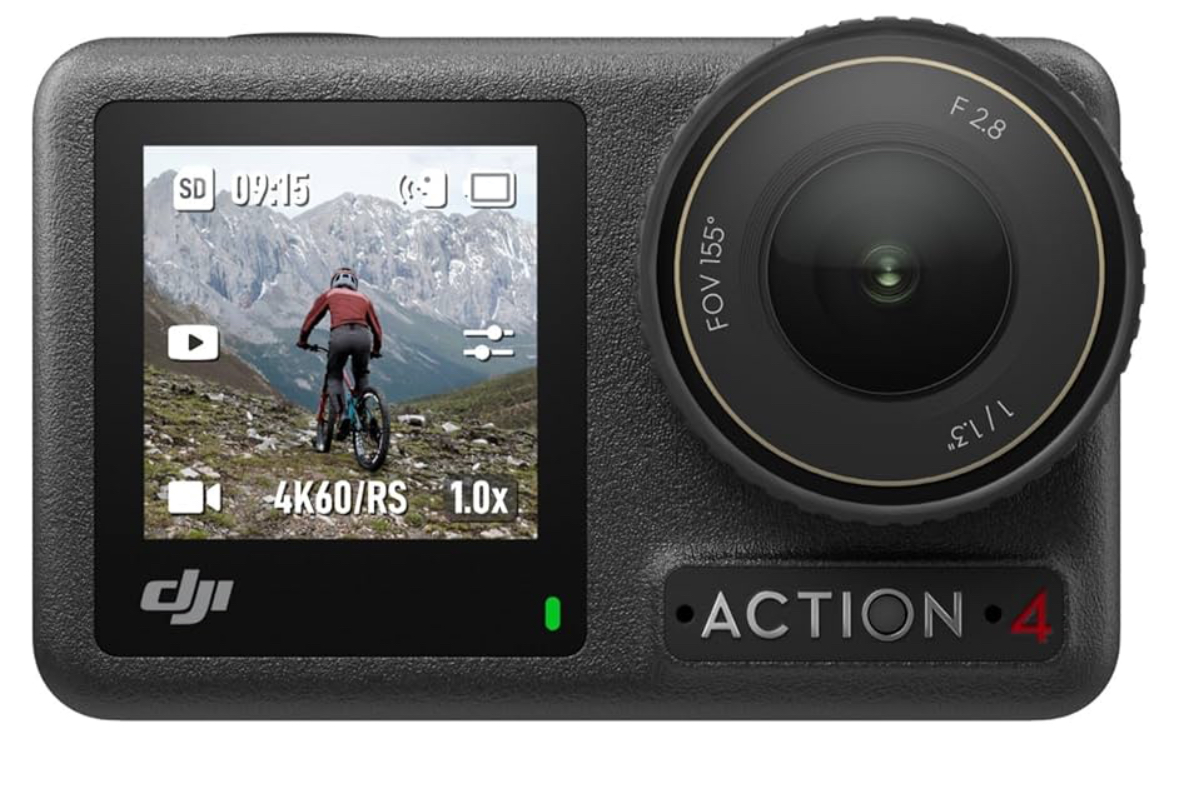 SD 09:15
4K60/RS 1.0x
dji
F 2.8
FOV 155°
1/1.3"
ACTION 4